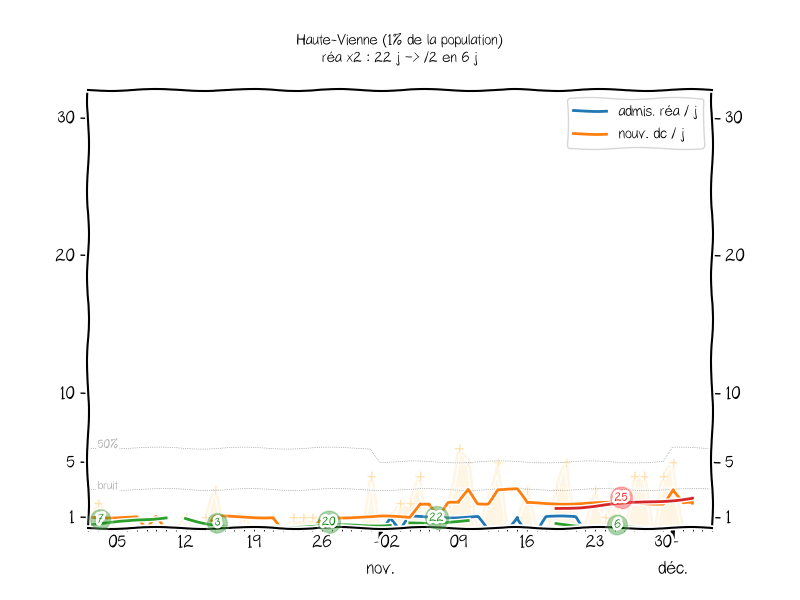 Haute-Vienne (1% de la population)
réa x2 : 22 j -> /2 en 6 j
admis. réa / j
nouv. dc / j
30 30
20 20
10 10
50%
5 5
bruit
25
1 7 3 20 22 6 1
05 12 19 26 02 09 16 23 30
nov. déc.